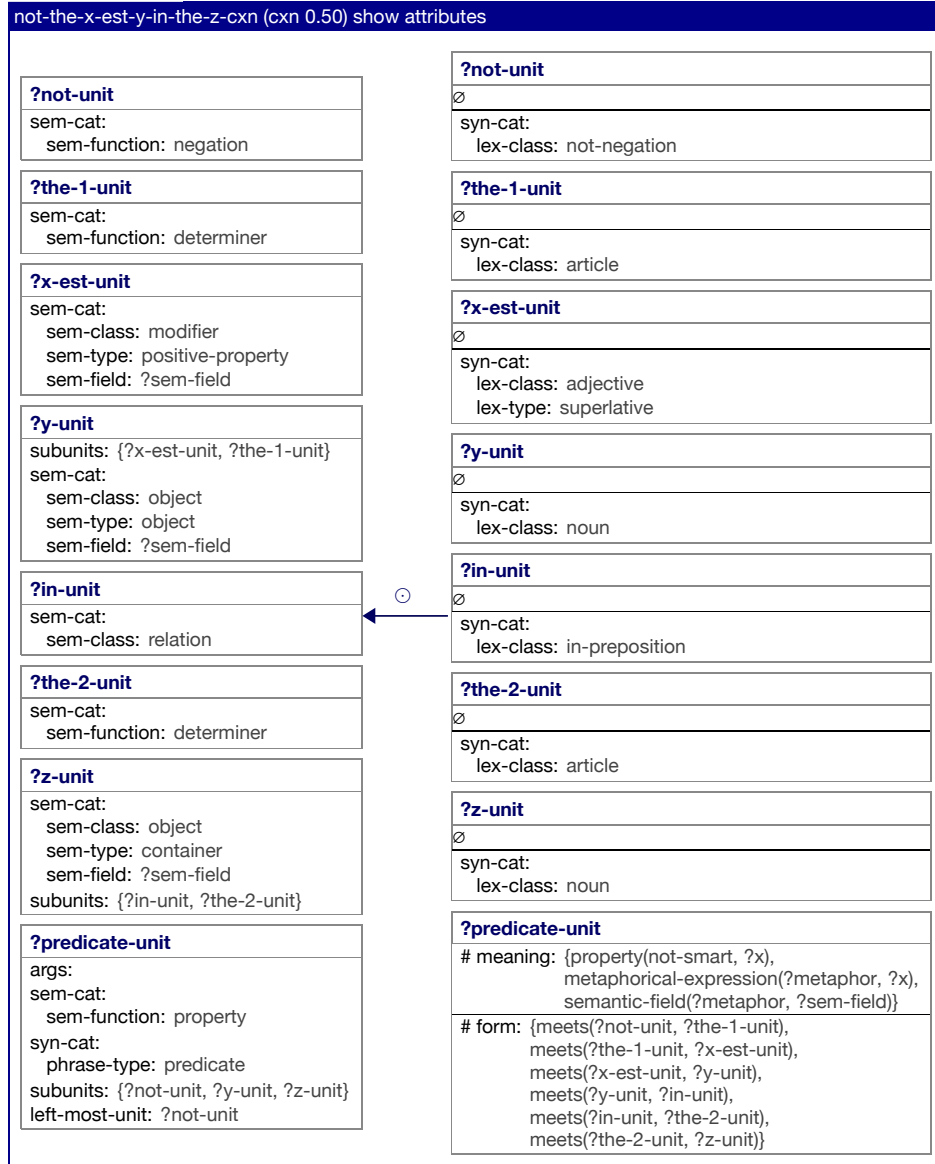 not-the-x-est-y-in-the-z-cxn (cxn 0.50) show attributes
?not-unit
sem-cat:
sem-function: negation
?the-1-unit
sem-cat:
sem-function: determiner
?x-est-unit
sem-cat:
sem-class: modifier
sem-type: positive-property
sem-field: ?sem-field
?y-unit
subunits: {?x-est-unit, ?the-1-unit}
sem-cat:
sem-class: object
sem-type: object
sem-field: ?sem-field
?in-unit
sem-cat:
sem-class: relation
?the-2-unit
sem-cat:
sem-function: determiner
?z-unit
sem-cat:
sem-class: object
sem-type: container
sem-field: ?sem-field
subunits: {?in-unit, ?the-2-unit}
?predicate-unit
args:
sem-cat:
sem-function: property
syn-cat:
phrase-type: predicate
subunits: {?not-unit, ?y-unit, ?z-unit}
left-most-unit: ?not-unit
⊙
?not-unit
∅
syn-cat:
lex-class: not-negation
?the-1-unit
∅
syn-cat:
lex-class: article
?x-est-unit
∅
syn-cat:
lex-class: adjective
lex-type: superlative
?y-unit
∅
syn-cat:
lex-class: noun
?in-unit
∅
syn-cat:
lex-class: in-preposition
?the-2-unit
∅
syn-cat:
lex-class: article
?z-unit
∅
syn-cat:
lex-class: noun
?predicate-unit
# meaning: {property(not-smart, ?x),
metaphorical-expression(?metaphor, ?x),
semantic-field(?metaphor, ?sem-field)}
# form: {meets(?not-unit, ?the-1-unit),
meets(?the-1-unit, ?x-est-unit),
meets(?x-est-unit, ?y-unit),
meets(?y-unit, ?in-unit),
meets(?in-unit, ?the-2-unit),
meets(?the-2-unit, ?z-unit)}